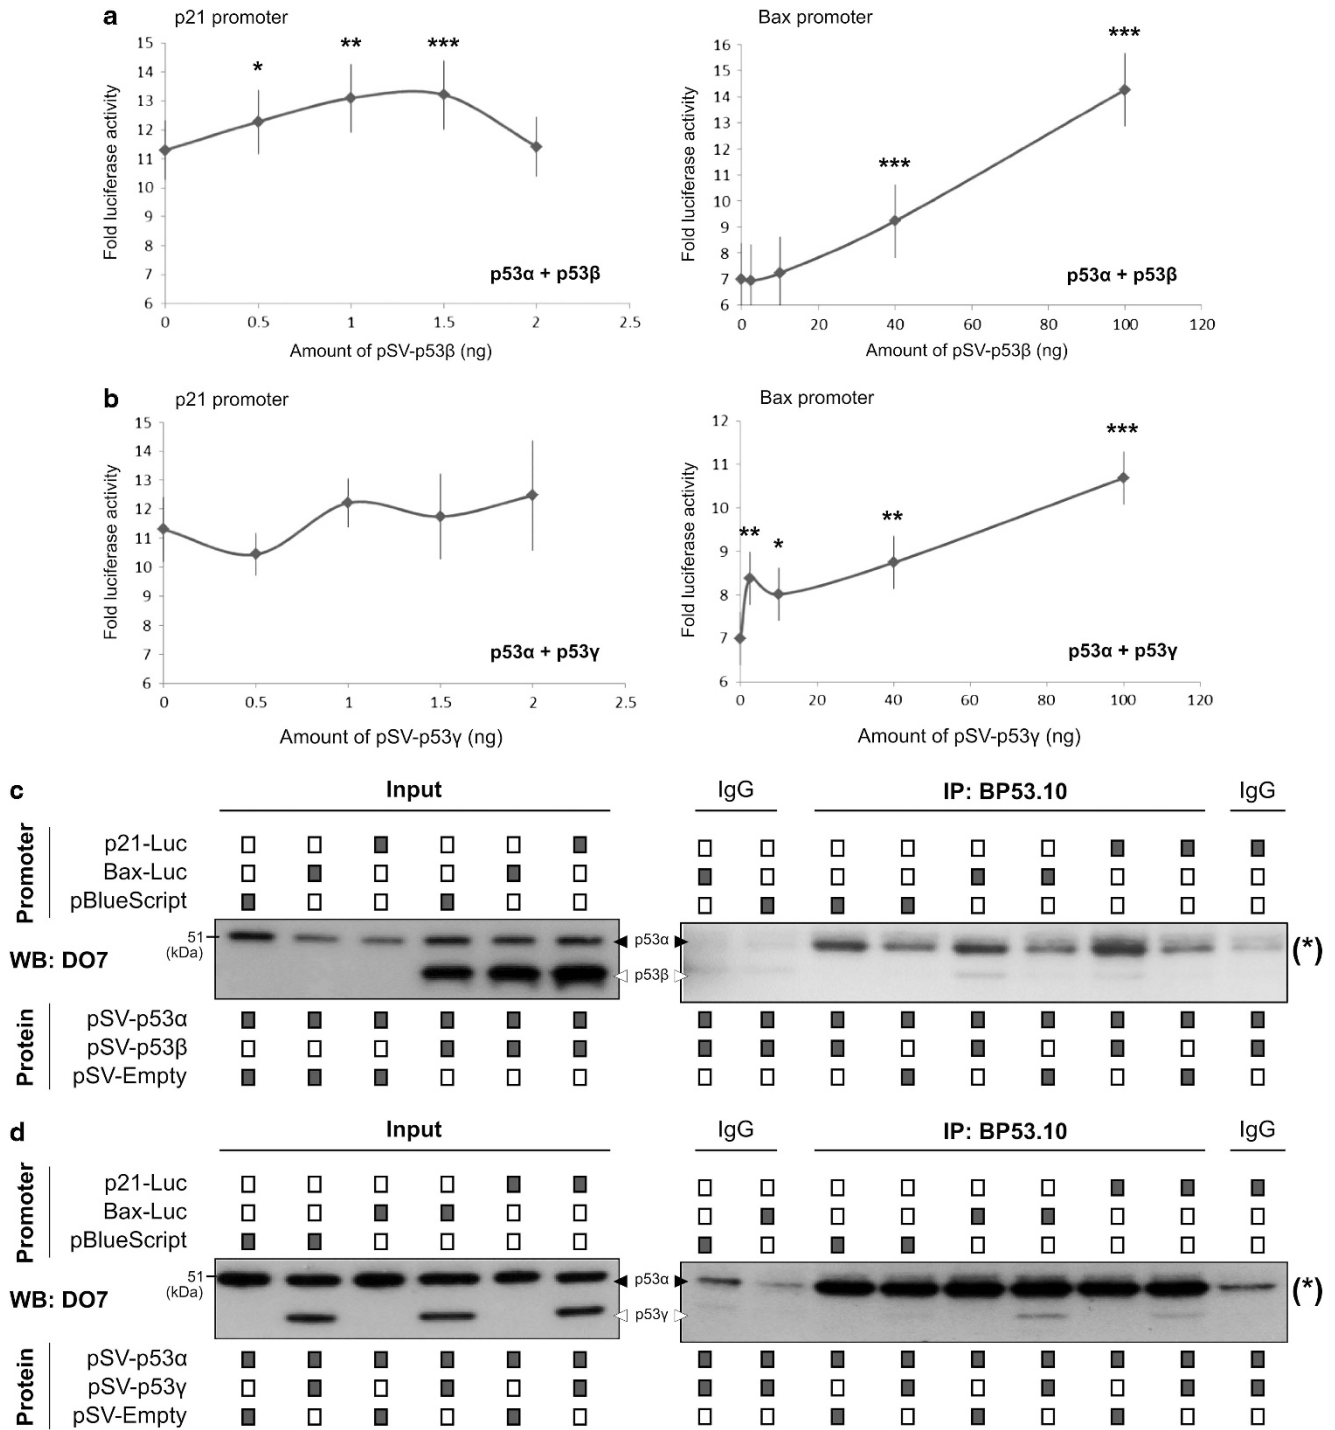 a
p21 promoter
Bax promoter
Fold luciferase activity
15
14
13
12
11
10
9
8
7
6
*
**
***
p53α + p53β
0 0.5 1 1.5 2 2.5
Amount of pSV-p53β (ng)
Fold luciferase activity
16
15
14
13
12
11
10
9
8
7
6
***
***
p53α + p53β
0 20 40 60 80 100 120
Amount of pSV-p53β (ng)
b
p21 promoter
Bax promoter
Fold luciferase activity
15
14
13
12
11
10
9
8
7
6
p53α + p53γ
0 0.5 1 1.5 2 2.5
Amount of pSV-p53γ (ng)
Fold luciferase activity
12
11
10
9
8
7
6
**
*
**
***
p53α + p53γ
0 20 40 60 80 100 120
Amount of pSV-p53γ (ng)
c
Input
IgG
IP: BP53.10
IgG
Promoter
p21-Luc
Bax-Luc
pBlueScript
WB: DO7
51
(kDa)
p53α
p53β
(*)
Protein
pSV-p53α
pSV-p53β
pSV-Empty
d
Input
IgG
IP: BP53.10
IgG
Promoter
p21-Luc
Bax-Luc
pBlueScript
WB: DO7
51
(kDa)
p53α
p53γ
(*)
Protein
pSV-p53α
pSV-p53γ
pSV-Empty